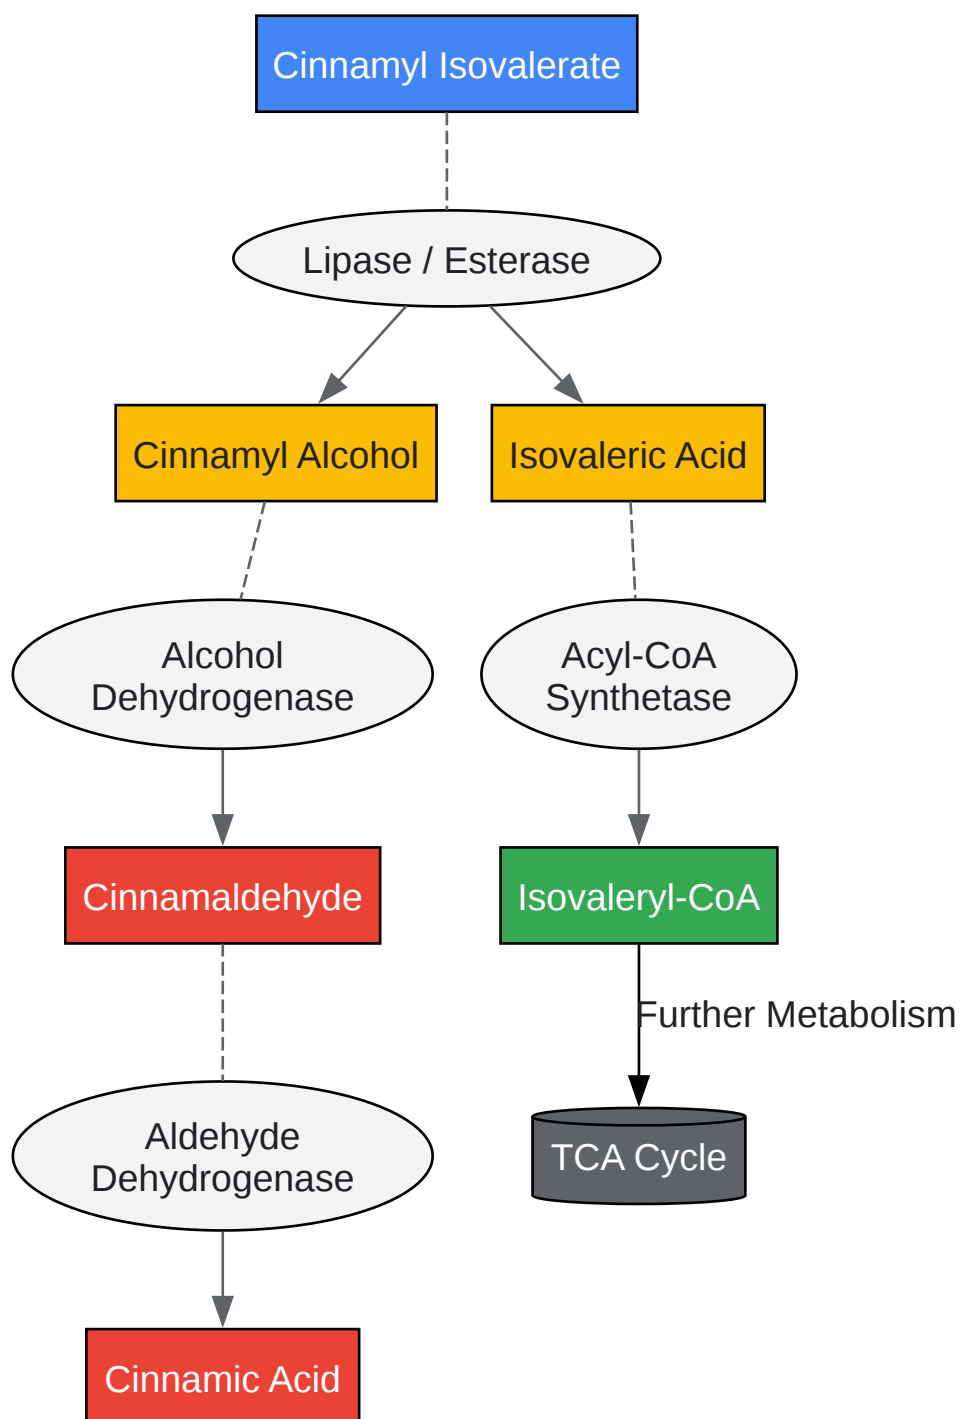 Cinnamyl Isovalerate
Lipase / Esterase
Cinnamyl Alcohol
Isovaleric Acid
Alcohol
Dehydrogenase
Acyl-CoA
Synthetase
Cinnamaldehyde
Isovaleryl-CoA
Further Metabolism
Aldehyde
Dehydrogenase
TCA Cycle
Cinnamic Acid